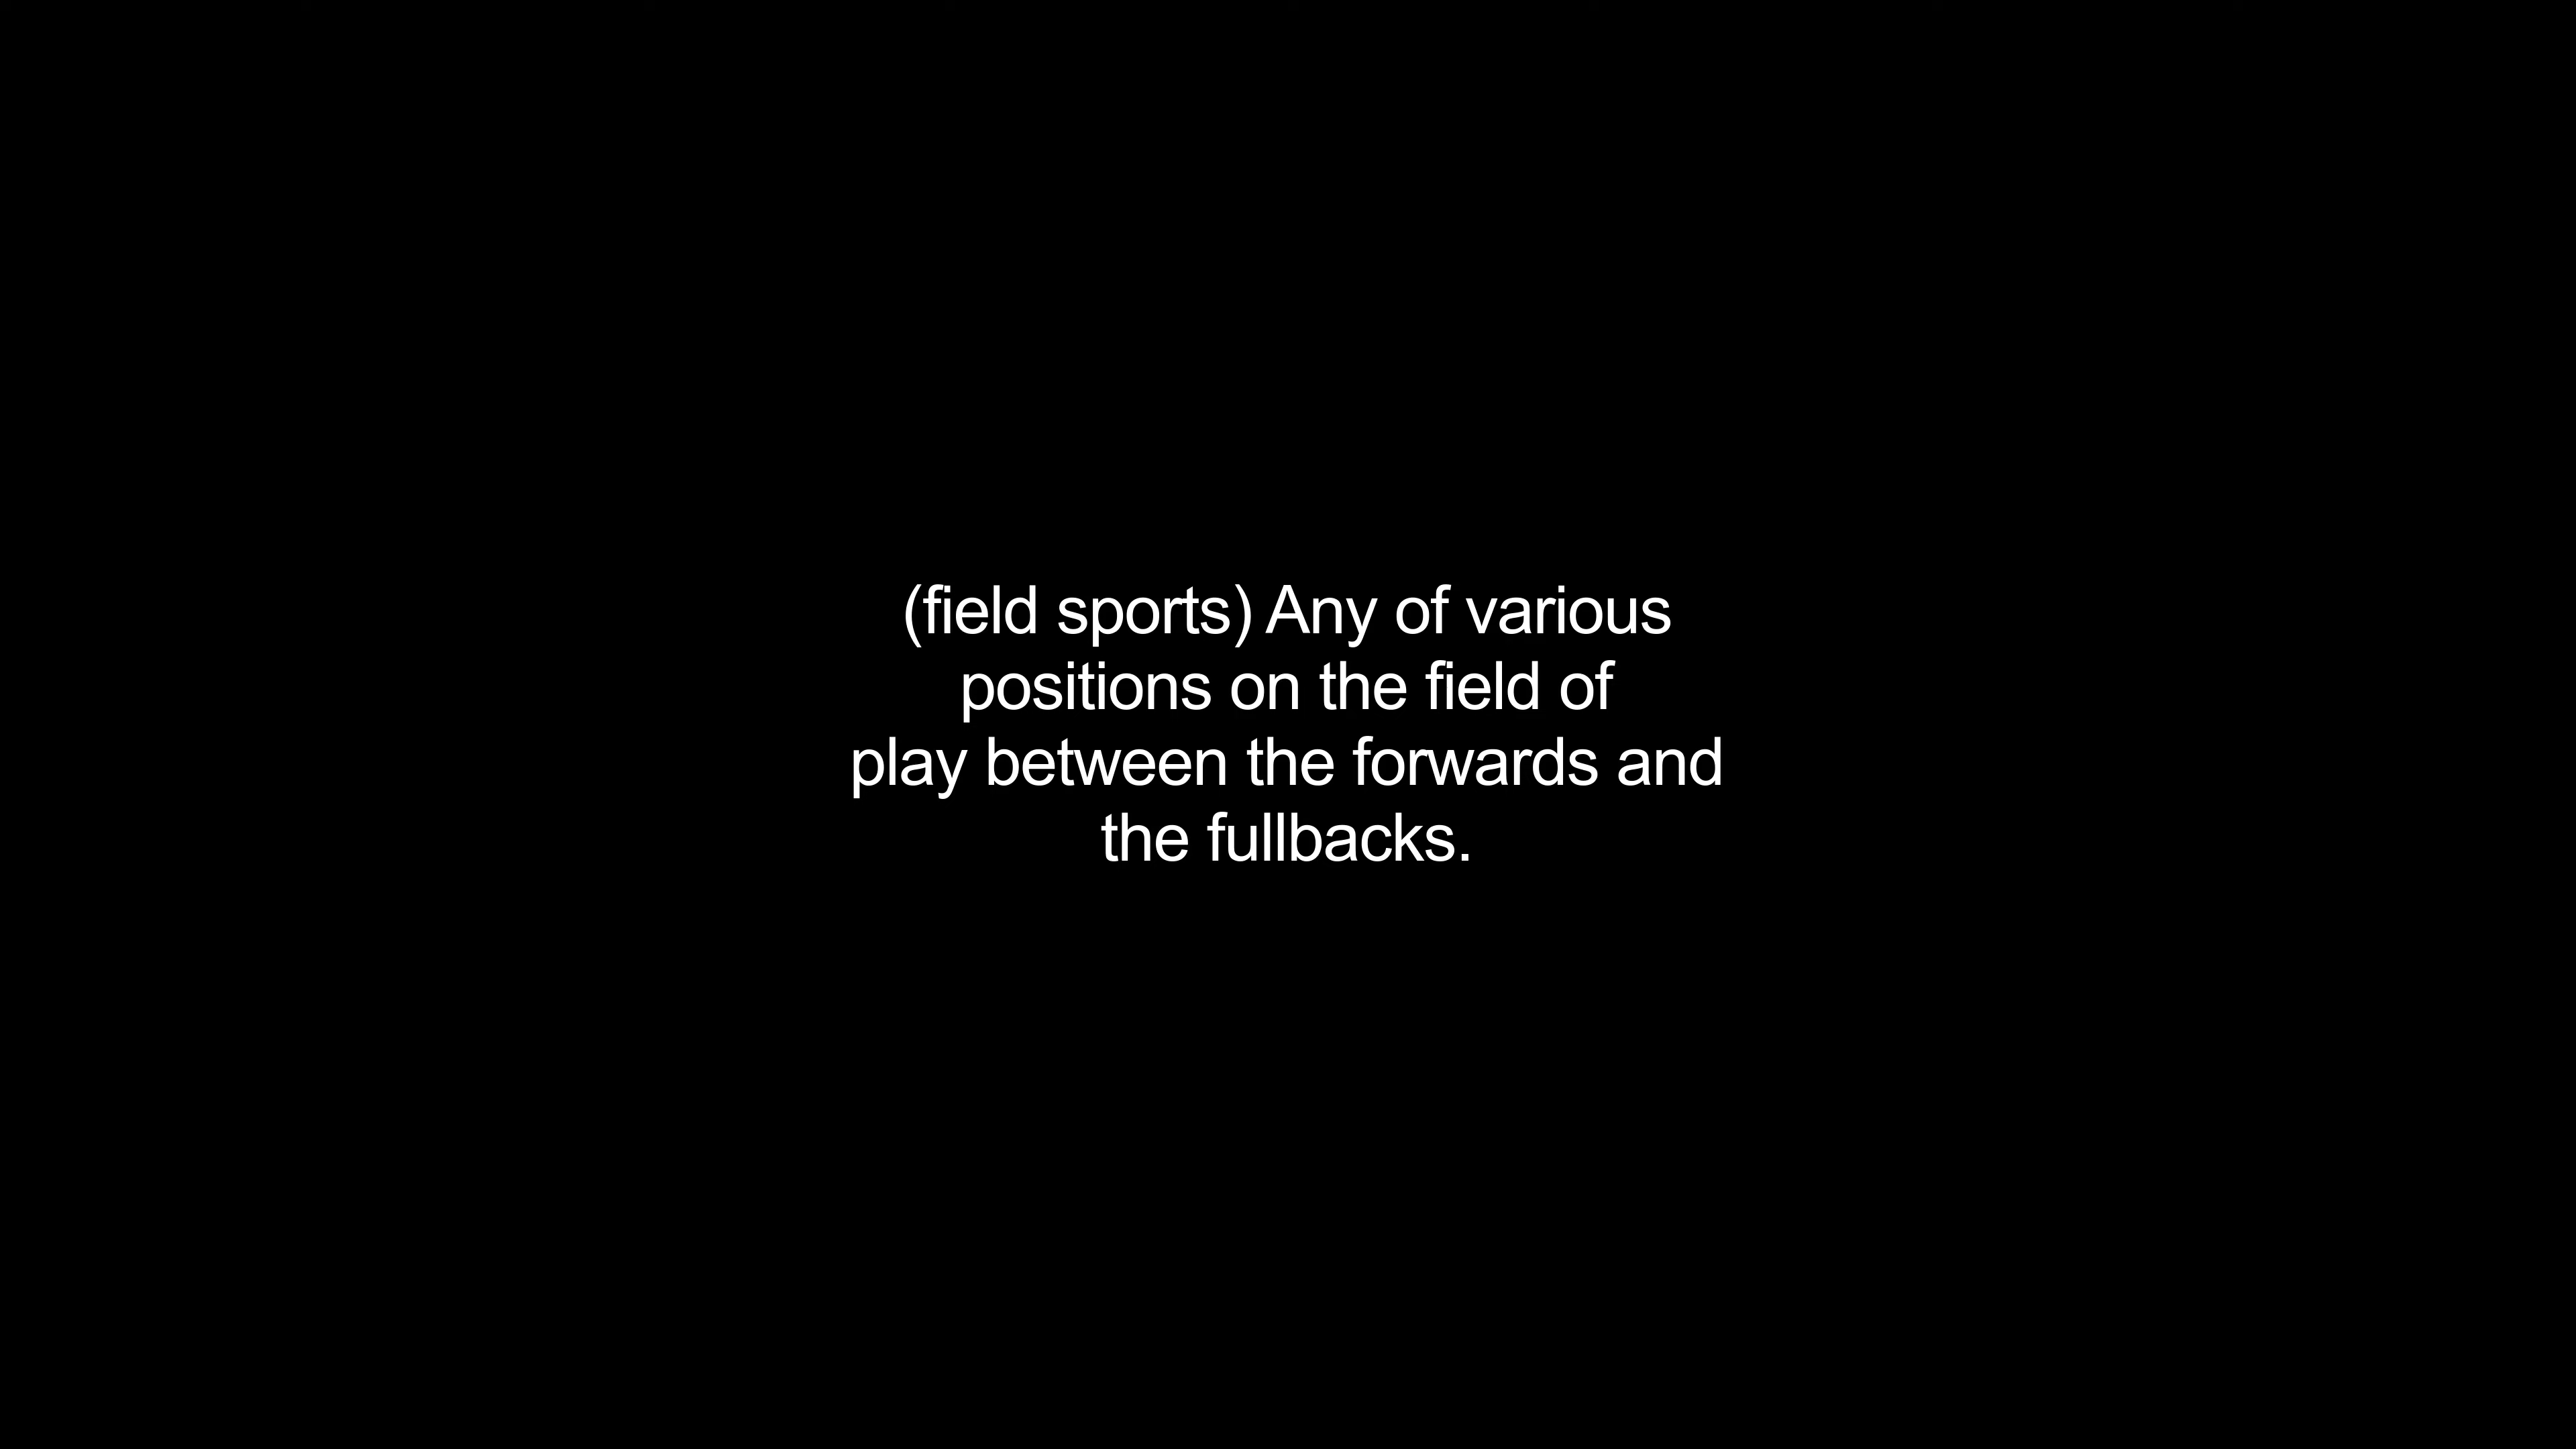 (field sports) Any of various
positions on the field of
play between the forwards and
the fullbacks.